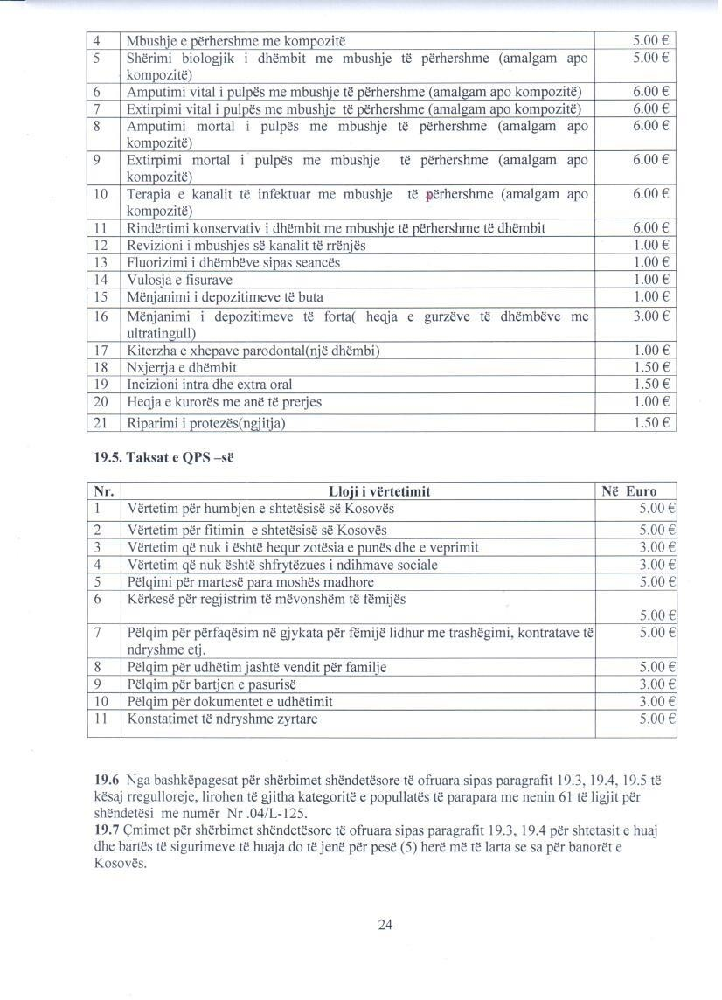 4 Mbushje e përhershme me kompozitë 5.00 €
5 Shërimi biologjik i dhëmbit me mbushje të përhershme (amalgam apo 5.00 €
kompozitë)
6 Amputimi vital i pulpës me mbushje të përhershme (amalgam apo kompozitë) 6.00 €
7 Extirpimi vital i pulpës me mbushje të përhershme (amalgam apo kompozitë) 6.00 €
8 Amputimi mortal i pulpës me mbushje të përhershme (amalgam apo 6.00 €
kompozitë)
9 Extirpimi mortal i pulpës me mbushje të përhershme (amalgam apo 6.00 €
kompozitë)
10 Terapia e kanalit të infektuar me mbushje të përhershme (amalgam apo 6.00 €
kompozitë)
11 Rindërtimi konservativ i dhëmbit me mbushje të përhershme të dhëmbit 6.00 €
12 Revizioni i mbushjes së kanalit të rrënjës 1.00 €
13 Fluorizimi i dhëmbëve sipas seancës 1.00 €
14 Vulosja e fisurave 1.00 €
15 Mënjanimi i depozitimeve të buta 1.00 €
16 Mënjanimi i depozitimeve të forta( heqja e gurzëve të dhëmbëve me 3.00 €
ultratingull)
17 Kiterzha e xhepave parodontal(një dhëmbi) 1.00 €
18 Nxjerrja e dhëmbit 1.50 €
19 Incizioni intra dhe extra oral 1.50 €
20 Heqja e kurorës me anë të prerjes 1.00 €
21 Riparimi i protezës(ngjitja) 1.50 €
19.5. Taksat e QPS –së
Nr. Lloji i vërtetimit Në Euro
1 Vërtetim për humbjen e shtetësisë së Kosovës 5.00 €
2 Vërtetim për fitimin e shtetësisë së Kosovës 5.00 €
3 Vërtetim që nuk i është hequr zotësia e punës dhe e veprimit 3.00 €
4 Vërtetim që nuk është shfrytëzues i ndihmave sociale 3.00 €
5 Pëlqimi për martesë para moshës madhore 5.00 €
6 Kërkesë për regjistrim të mëvonshëm të fëmijës
5.00 €
7 Pëlqim për përfaqësim në gjykata për fëmijë lidhur me trashëgimi, kontratave të 5.00 €
ndryshme etj.
8 Pëlqim për udhëtim jashtë vendit për familje 5.00 €
9 Pëlqim për bartjen e pasurisë 3.00 €
10 Pëlqim për dokumentet e udhëtimit 3.00 €
11 Konstatimet të ndryshme zyrtare 5.00 €
19.6 Nga bashkëpagesat për shërbimet shëndetësore të ofruara sipas paragrafit 19.3, 19.4, 19.5 të
kësaj rregulloreje, lirohen të gjitha kategoritë e popullatës të parapara me nenin 61 të ligjit për
shëndetësi me numër Nr .04/L-125.
19.7 Çmimet për shërbimet shëndetësore të ofruara sipas paragrafit 19.3, 19.4 për shtetasit e huaj
dhe bartës të sigurimeve të huaja do të jenë për pesë (5) herë më të larta se sa për banorët e
Kosovës.
24